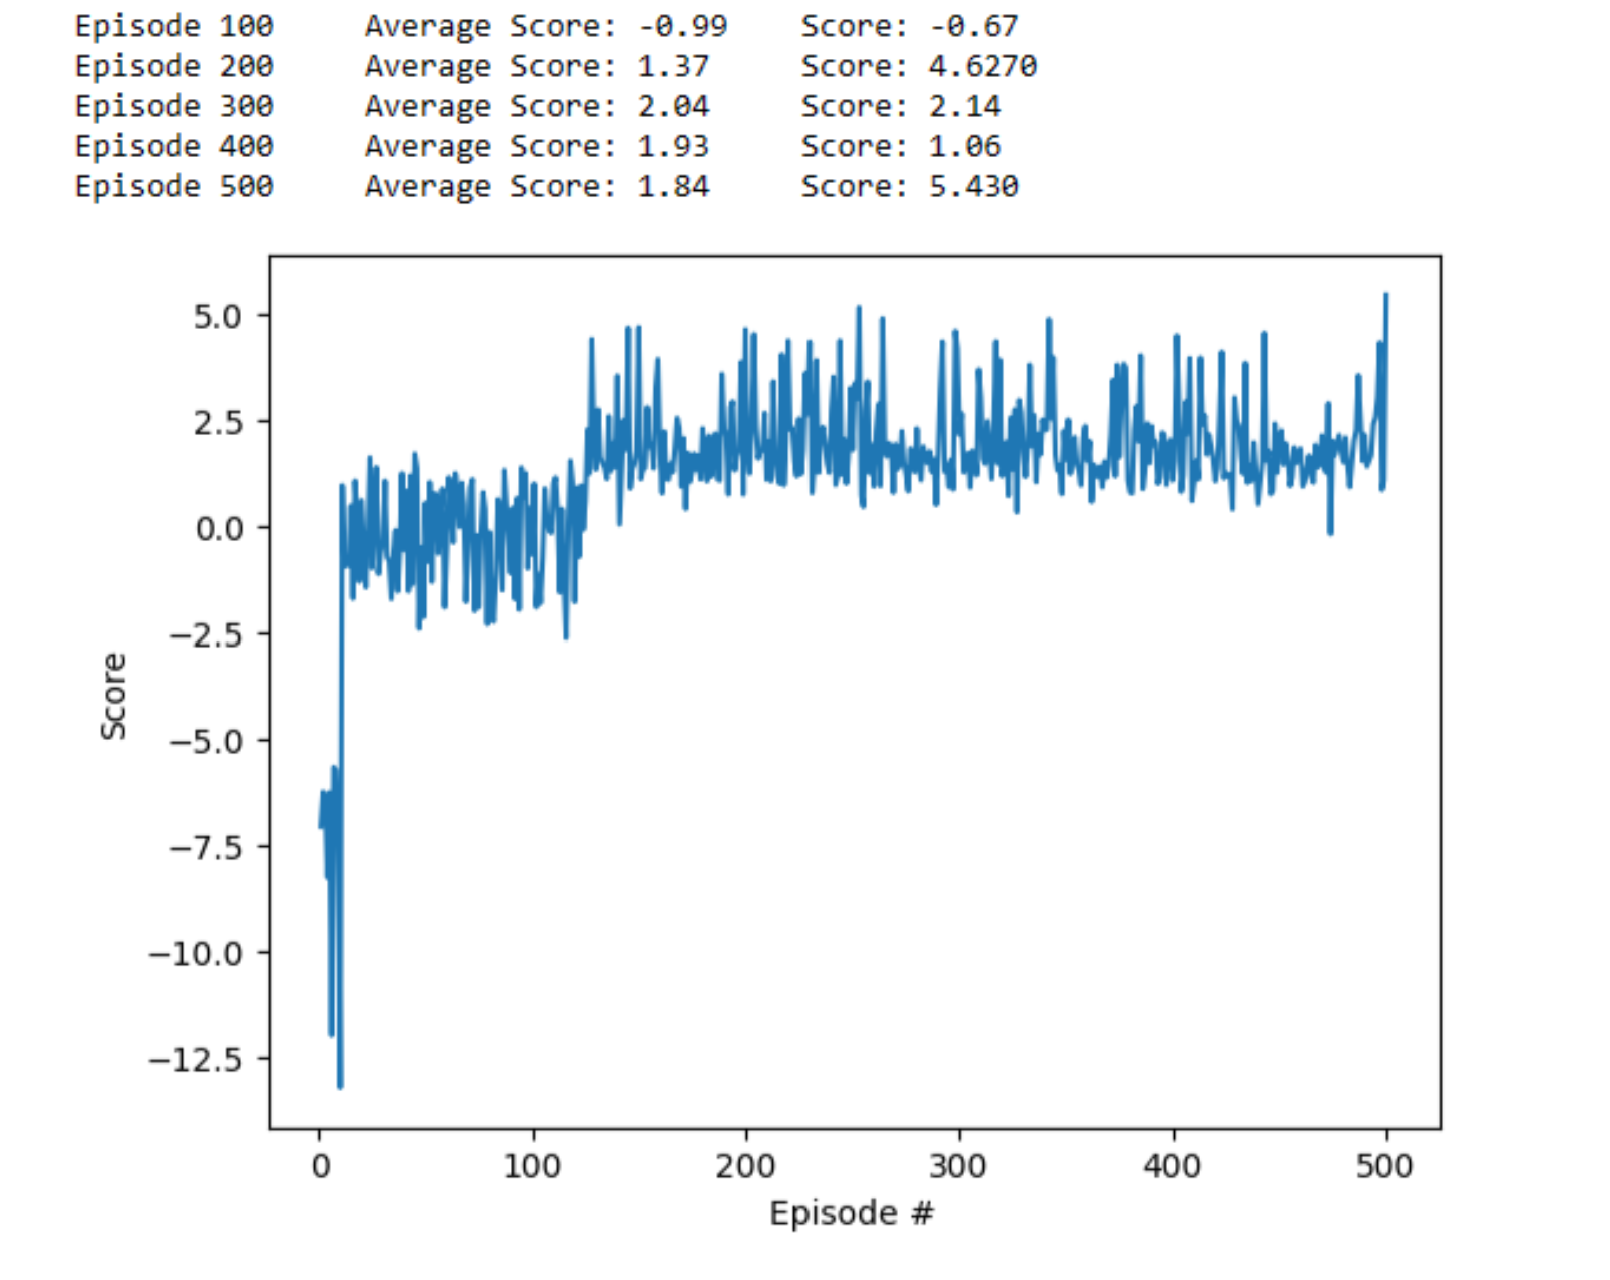 Episode 100 Average Score: -0.99 Score: -0.67
Episode 200 Average Score: 1.37 Score: 4.6270
Episode 300 Average Score: 2.04 Score: 2.14
Episode 400 Average Score: 1.93 Score: 1.06
Episode 500 Average Score: 1.84 Score: 5.430
5.0
2.5
0.0
−2.5
−5.0
−7.5
−10.0
−12.5
Score
0 100 200 300 400 500
Episode #